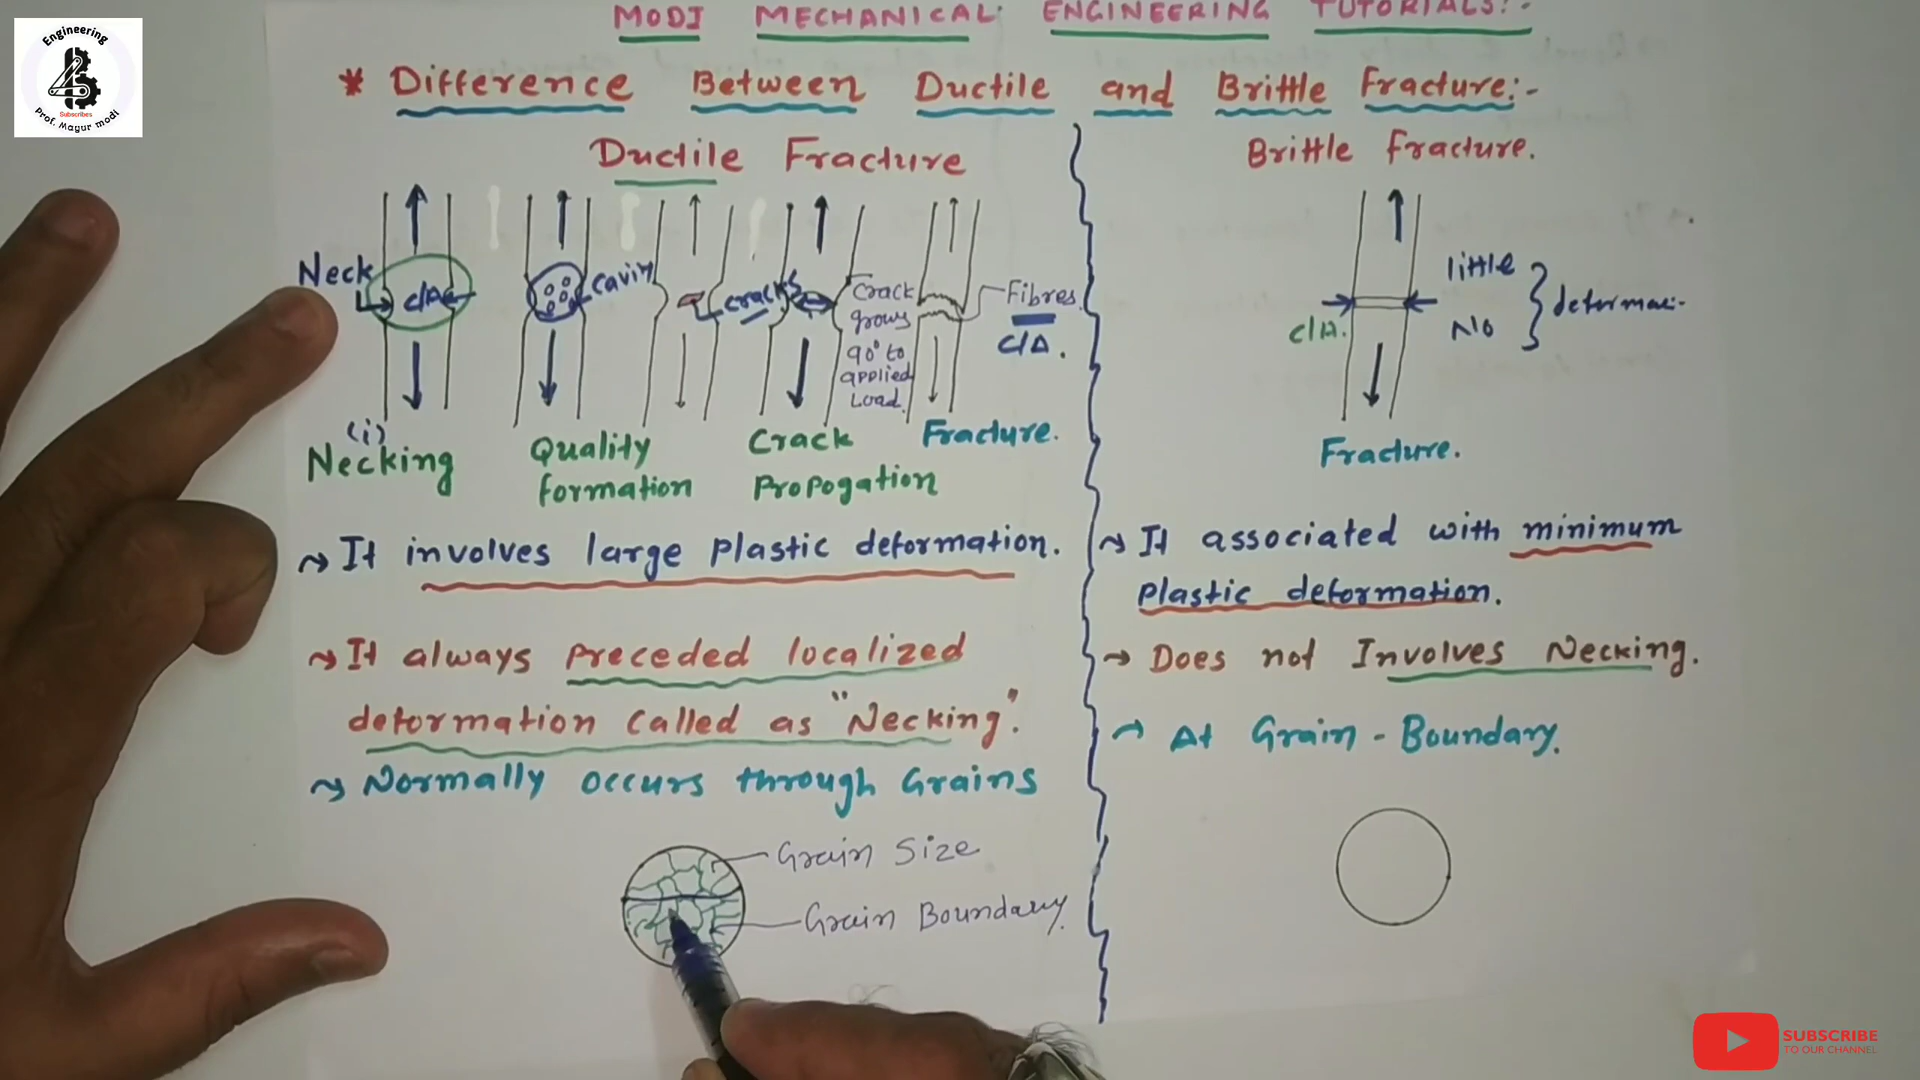 Engineering
Subscribes
Prof. Mayur modi
MODI MECHANICAL ENGINEERING TUTORIALS:-
* Difference Between Ductile and Brittle Fracture:-
Ductile Fracture
Neck
C/A
cracks
Crack
grows
90° to
applied
Load.
Fibres
C/A.
(i)
Necking
Quality
formation
Crack
Propogation
Fracture.
~ It involves large plastic deformation.
~ It always preceded localized
deformation called as "Necking".
~ Normally occurs through Grains
Grain Size
Grain Boundary.
Brittle Fracture.
little
No
C/A.
Fracture.
~ It associated with minimum
plastic deformation.
→ Does not Involves Necking.
~ At Grain - Boundary.
SUBSCRIBE
TO OUR CHANNEL